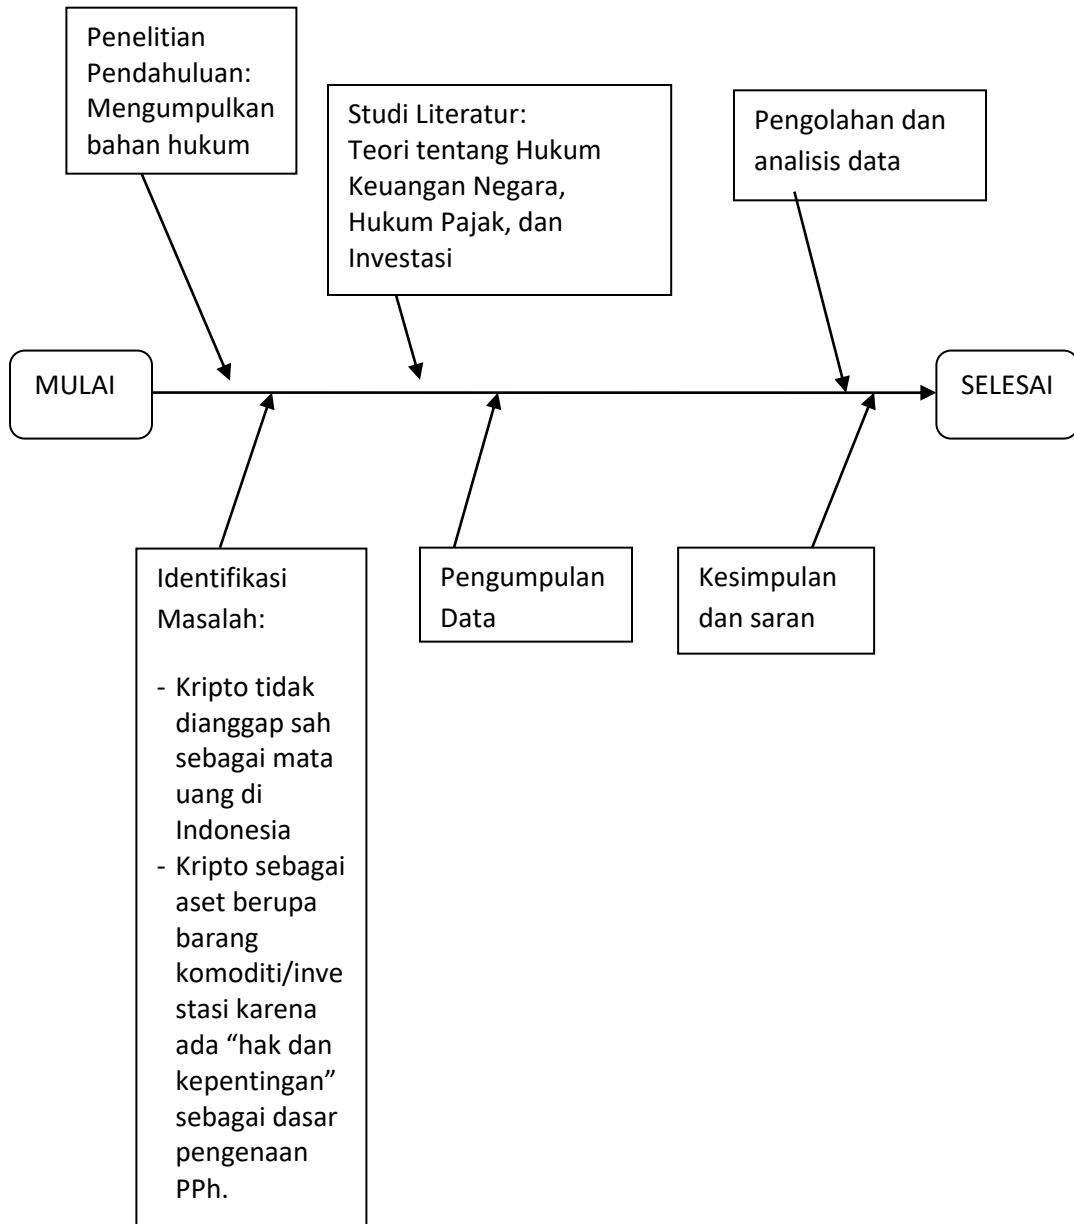 Penelitian
Pendahuluan:
Mengumpulkan
bahan hukum
Studi Literatur:
Teori tentang Hukum
Keuangan Negara,
Hukum Pajak, dan
Investasi
Pengolahan dan
analisis data
MULAI
SELESAI
Identifikasi
Masalah:
- Kripto tidak
dianggap sah
sebagai mata
uang di
Indonesia
- Kripto sebagai
aset berupa
barang
komoditi/inve
stasi karena
ada “hak dan
kepentingan”
sebagai dasar
pengenaan
PPh.
Pengumpulan
Data
Kesimpulan
dan saran